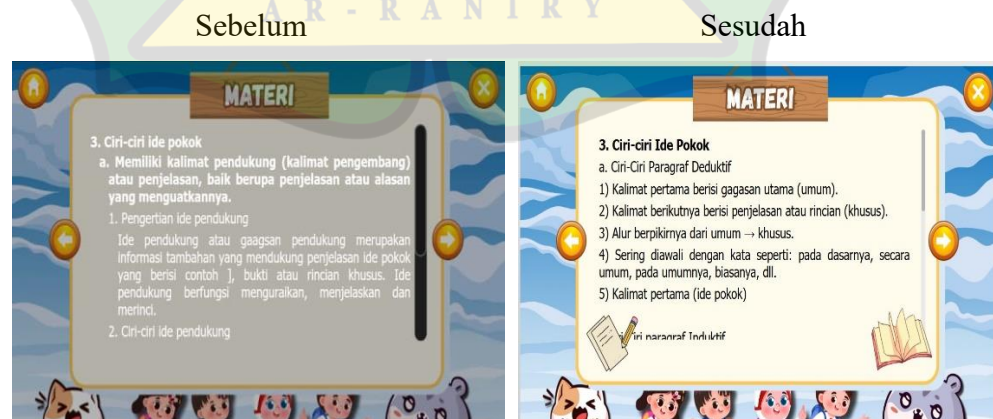 AR-RANIRY
Sebelum
Sesudah
MATERI
3. Ciri-ciri ide pokok
a. Memiliki kalimat pendukung (kalimat pengembang)
atau penjelasan, baik berupa penjelasan atau alasan
yang menguatkannya.
1. Pengertian ide pendukung
Ide pendukung atau gaagsan pendukung merupakan
informasi tambahan yang mendukung penjelasan ide pokok
yang berisi contoh ], bukti atau rincian khusus. Ide
pendukung berfungsi menguraikan, menjelaskan dan
merinci.
2. Ciri-ciri ide pendukung
MATERI
3. Ciri-ciri Ide Pokok
a. Ciri-Ciri Paragraf Deduktif
1) Kalimat pertama berisi gagasan utama (umum).
2) Kalimat berikutnya berisi penjelasan atau rincian (khusus).
3) Alur berpikirnya dari umum → khusus.
4) Sering diawali dengan kata seperti: pada dasarnya, secara
umum, pada umumnya, biasanya, dll.
5) Kalimat pertama (ide pokok)
iri paragraf Induktif